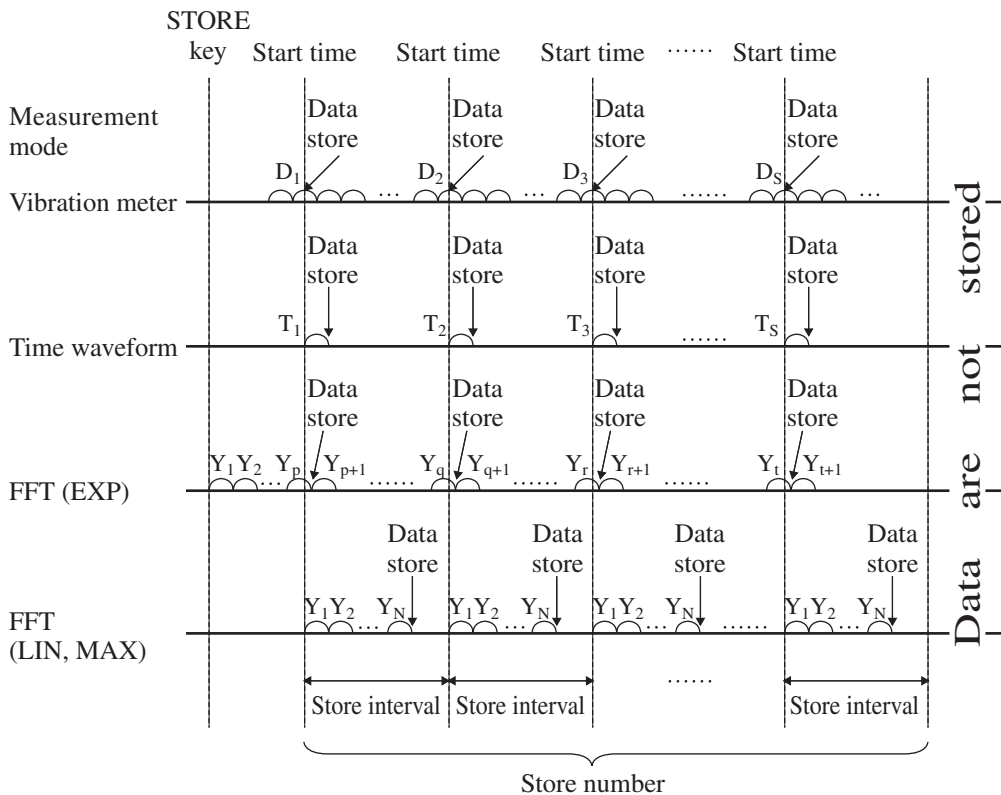 STORE
key
Start time Start time Start time ...... Start time
Measurement
mode
Data
store
Data
store
Data
store
Data
store
D1 D2 D3 DS
Vibration meter ... ... ...... ...
Data
store
Data
store
Data
store
Data
store
T1 T2 T3 TS
Time waveform ......
Data
store
Data
store
Data
store
Data
store
Y1 Y2 Yp Yp+1 Yq Yq+1 Yr Yr+1 Yt Yt+1
FFT (EXP) ... ...... ...... ......
Data
store
Data
store
Data
store
Data
store
Y1 Y2 YN Y1 Y2 YN Y1 Y2 YN Y1 Y2 YN
FFT
(LIN, MAX)
... ... ... ...... ...
Store interval Store interval ...... Store interval
Store number
Data are not stored